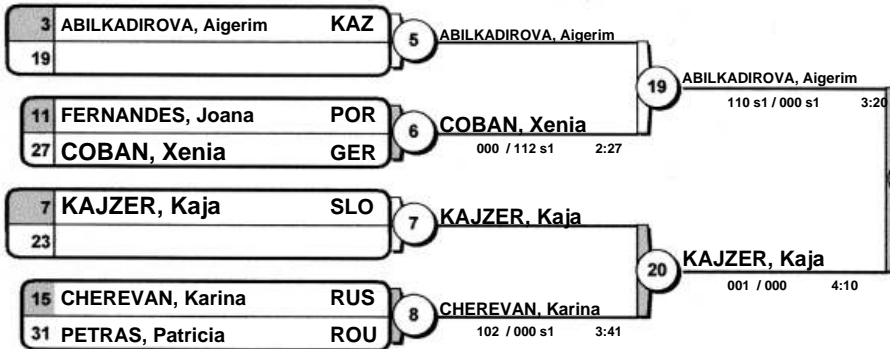 3 ABILKADIROVA, Aigerim KAZ
19
5
ABILKADIROVA, Aigerim
11 FERNANDES, Joana POR
27 COBAN, Xenia GER
6
COBAN, Xenia
000 / 112 s1 2:27
19
ABILKADIROVA, Aigerim
110 s1 / 000 s1 3:20
7 KAJZER, Kaja SLO
23
7
KAJZER, Kaja
15 CHEREVAN, Karina RUS
31 PETRAS, Patricia ROU
8
CHEREVAN, Karina
102 / 000 s1 3:41
20
KAJZER, Kaja
001 / 000 4:10